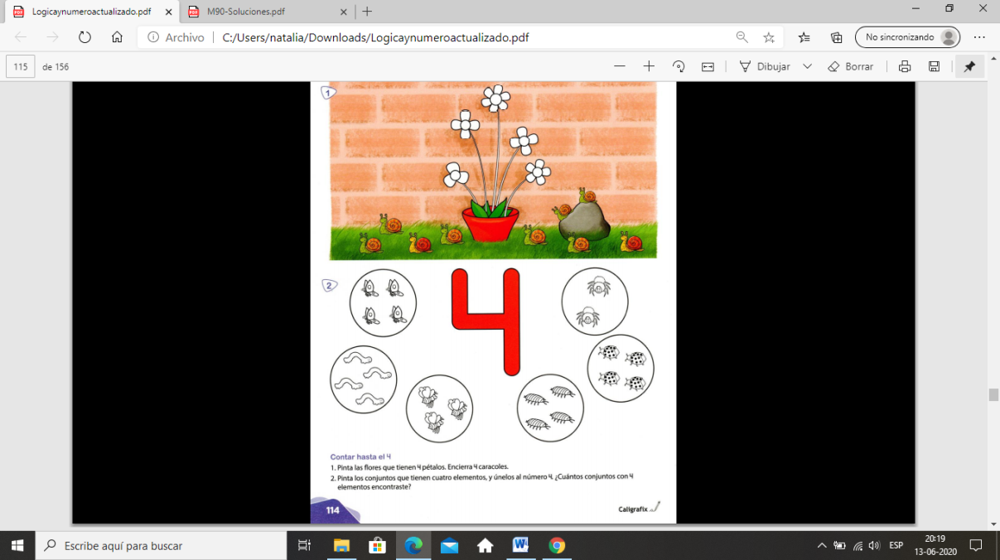 Logicaynumeroactualizado.pdf
M90-Soluciones.pdf
Archivo
C:/Users/natalia/Downloads/Logicaynumeroactualizado.pdf
No sincronizando
115
de 156
Dibujar
Borrar
1
2
4
Contar hasta el 4
1. Pinta las flores que tienen 4 pétalos. Encierra 4 caracoles.
2. Pinta los conjuntos que tienen cuatro elementos, y únelos al número 4. ¿Cuántos conjuntos con 4
elementos encontraste?
114
Caligrafix
Escribe aquí para buscar
ESP
20:19
13-06-2020